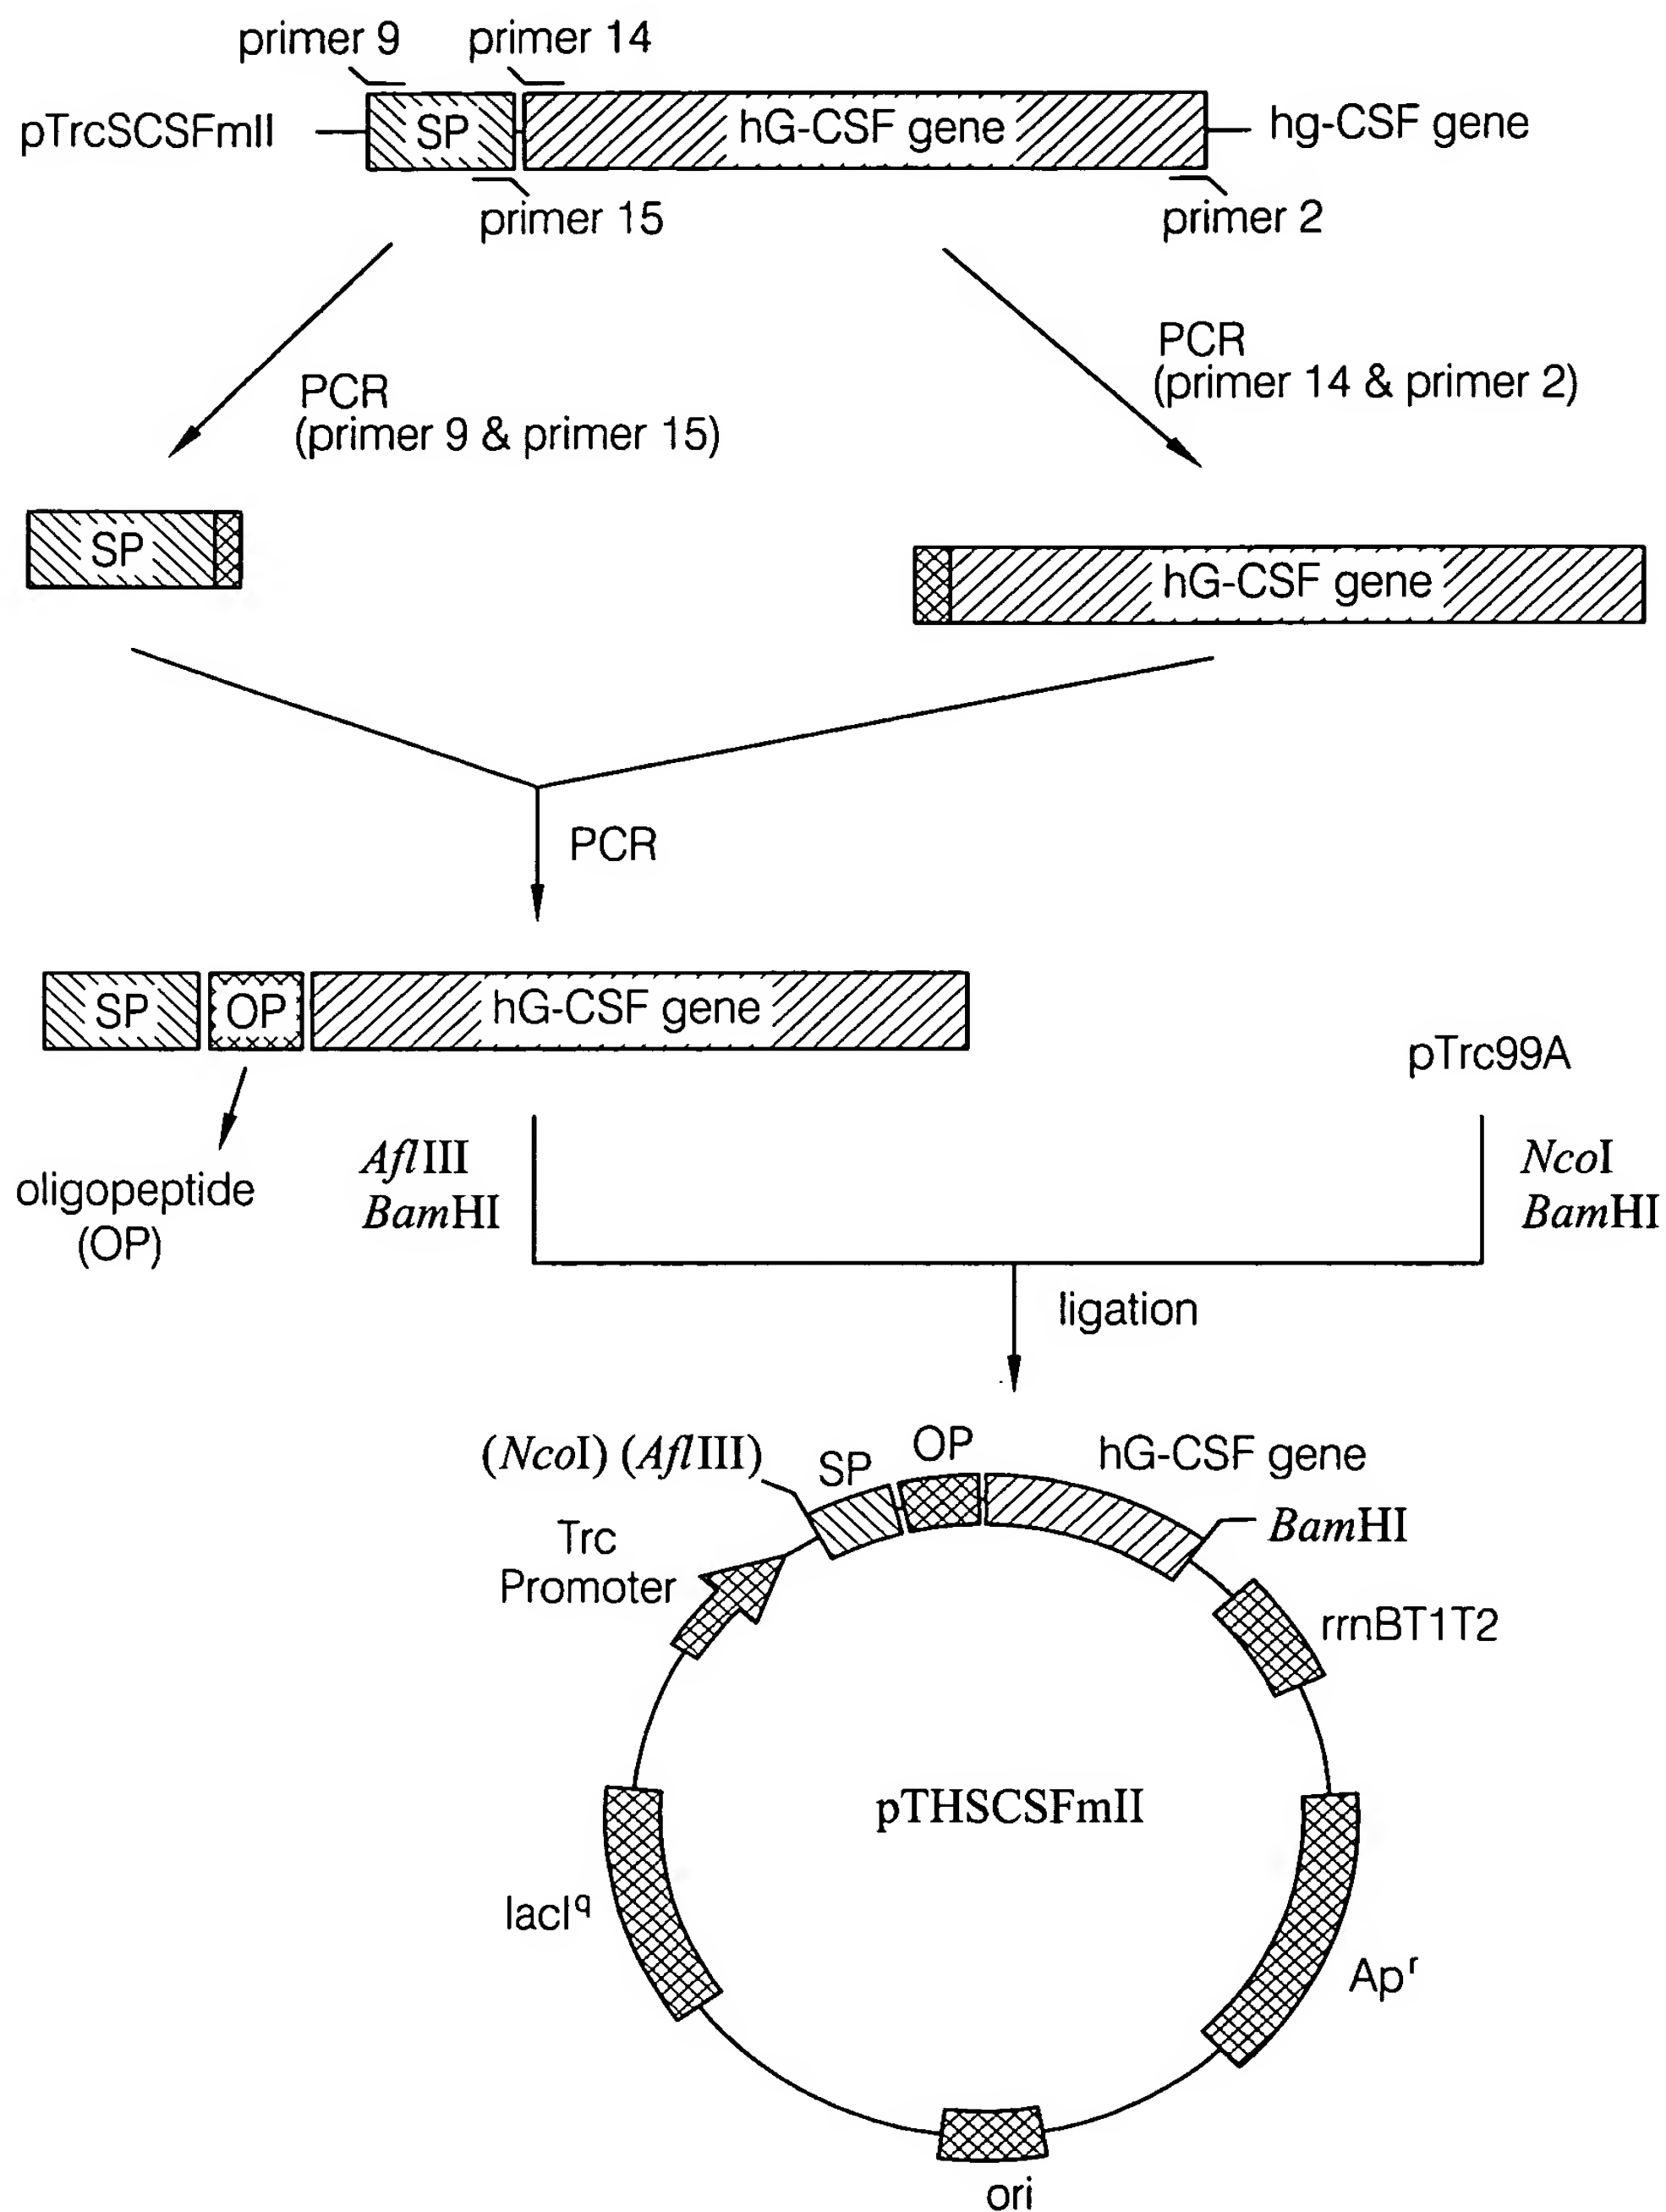 primer 9 primer 14
pTrcSCSFmII SP hG-CSF gene hg-CSF gene
primer 15 primer 2
PCR
(primer 14 & primer 2)
PCR
(primer 9 & primer 15)
SP hG-CSF gene
PCR
SP OP hG-CSF gene
pTrc99A
AflIII
BamHI
NcoI
BamHI
oligopeptide
(OP)
ligation
(NcoI) (AflIII) SP OP hG-CSF gene
BamHI
Trc
Promoter
rrnBT1T2
pTHSCSFmII
lacIq
Apr
ori